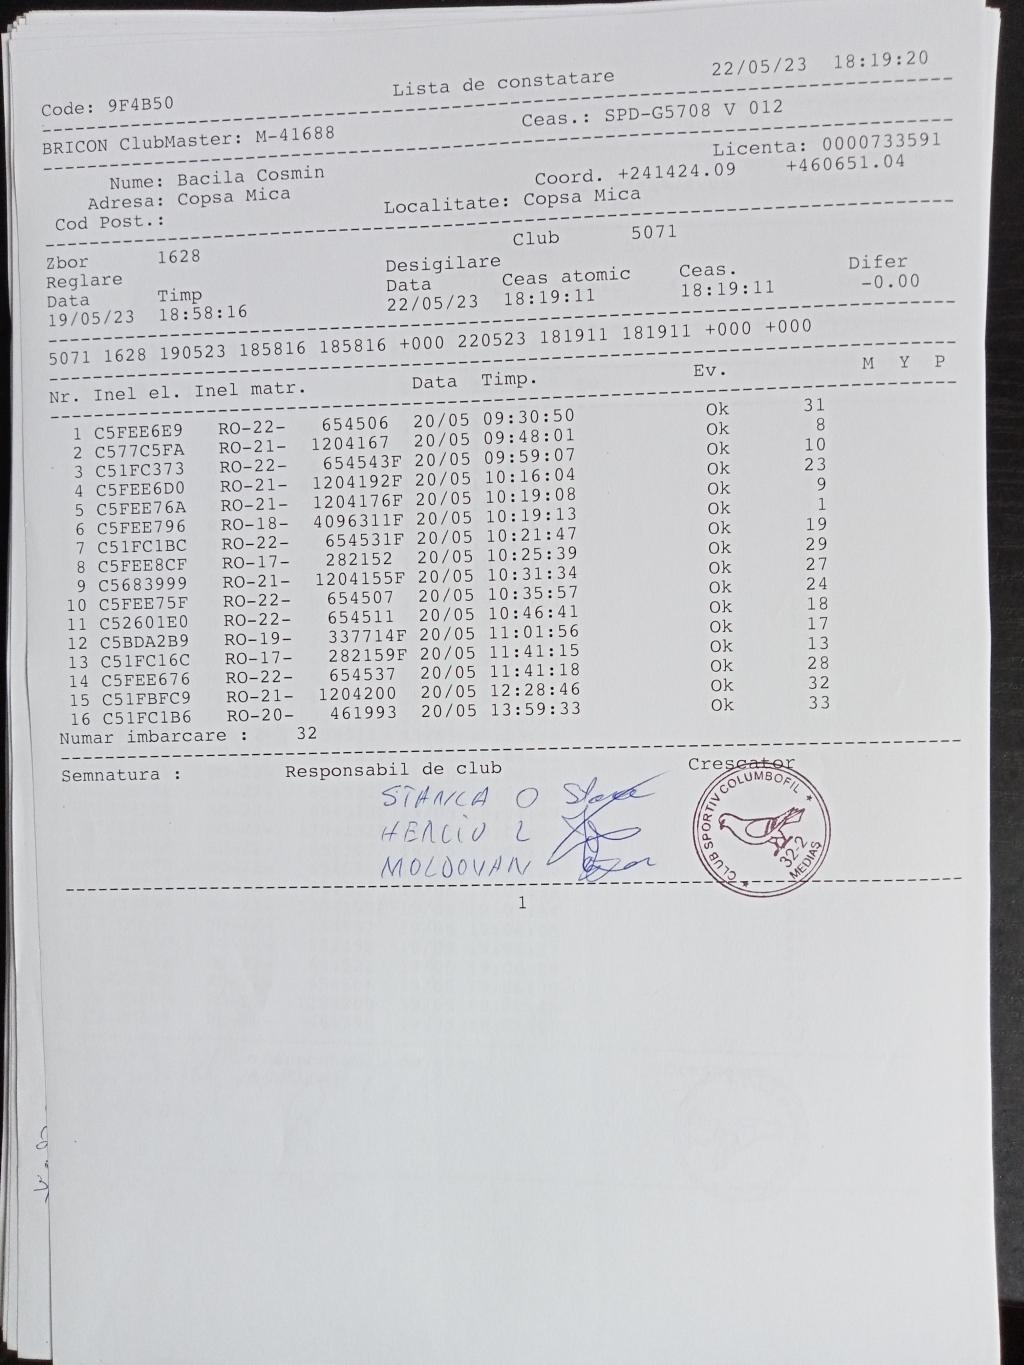 Code: 9F4B50 Lista de constatare 22/05/23 18:19:20
BRICON ClubMaster: M-41688 Ceas.: SPD-G5708 V 012
Licenta: 0000733591
Nume: Bacila Cosmin Coord. +241424.09 +460651.04
Adresa: Copsa Mica Localitate: Copsa Mica
Cod Post.:
Club 5071
Zbor 1628
Reglare Desigilare
Data Timp Data Ceas atomic Ceas. Difer
19/05/23 18:58:16 22/05/23 18:19:11 18:19:11 -0.00
5071 1628 190523 185816 185816 +000 220523 181911 181911 +000 +000
Nr. Inel el. Inel matr. Data Timp. Ev. M Y P
1 C5FEE6E9 RO-22- 654506 20/05 09:30:50 Ok 31
2 C577C5FA RO-21- 1204167 20/05 09:48:01 Ok 8
3 C51FC373 RO-22- 654543F 20/05 09:59:07 Ok 10
4 C5FEE6D0 RO-21- 1204192F 20/05 10:16:04 Ok 23
5 C5FEE76A RO-21- 1204176F 20/05 10:19:08 Ok 9
6 C5FEE796 RO-18- 4096311F 20/05 10:19:13 Ok 1
7 C51FC1BC RO-22- 654531F 20/05 10:21:47 Ok 19
8 C5FEE8CF RO-17- 282152 20/05 10:25:39 Ok 29
9 C5683999 RO-21- 1204155F 20/05 10:31:34 Ok 27
10 C5FEE75F RO-22- 654507 20/05 10:35:57 Ok 24
11 C52601E0 RO-22- 654511 20/05 10:46:41 Ok 18
12 C5BDA2B9 RO-19- 337714F 20/05 11:01:56 Ok 17
13 C51FC16C RO-17- 282159F 20/05 11:41:15 Ok 13
14 C5FEE676 RO-22- 654537 20/05 11:41:18 Ok 28
15 C51FBFC9 RO-21- 1204200 20/05 12:28:46 Ok 32
16 C51FC1B6 RO-20- 461993 20/05 13:59:33 Ok 33
Numar imbarcare : 32
Semnatura : Responsabil de club Crescator
STANCA O
HERCIU L
MOLDOVAN
CLUB SPORTIV COLUMBOFIL
32-2
MEDIAȘ
1